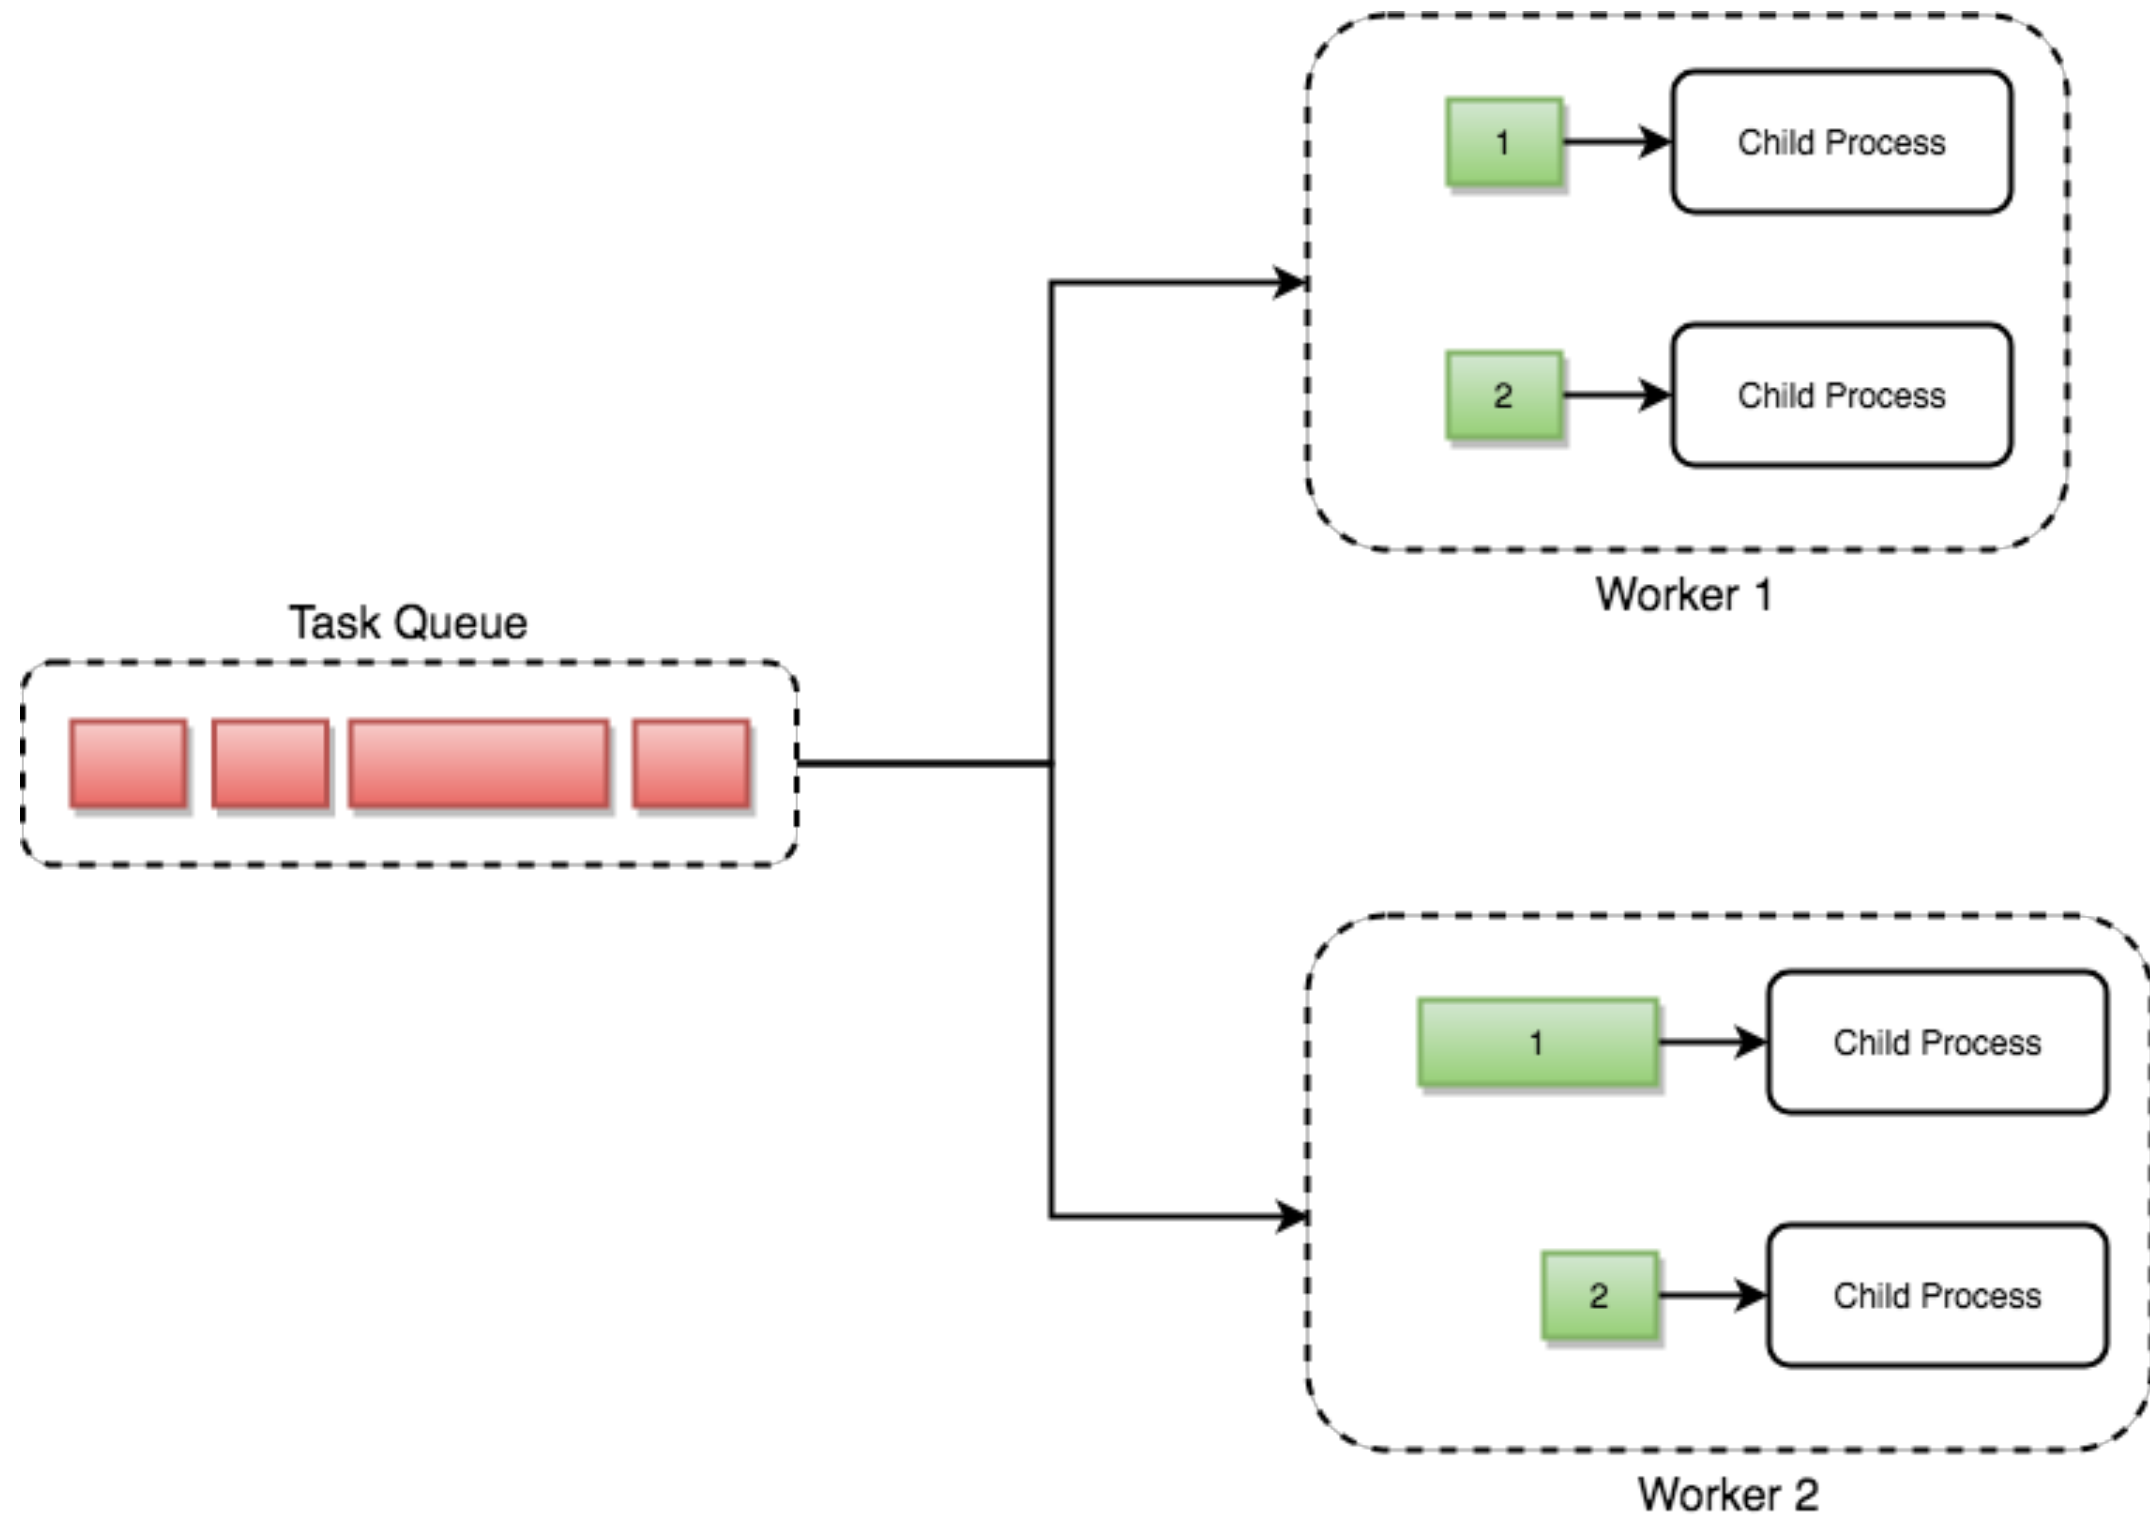 1
Child Process
2
Child Process
Worker 1
Task Queue
1
Child Process
2
Child Process
Worker 2